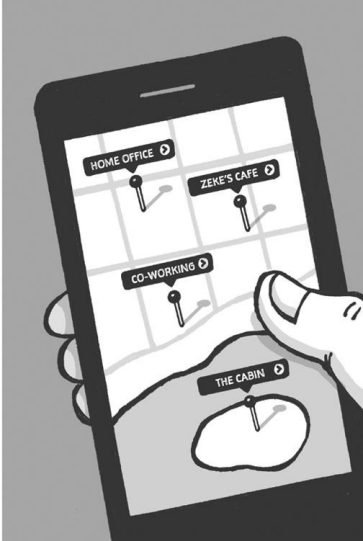 HOME OFFICE
ZEKE'S CAFE
CO-WORKING
THE CABIN